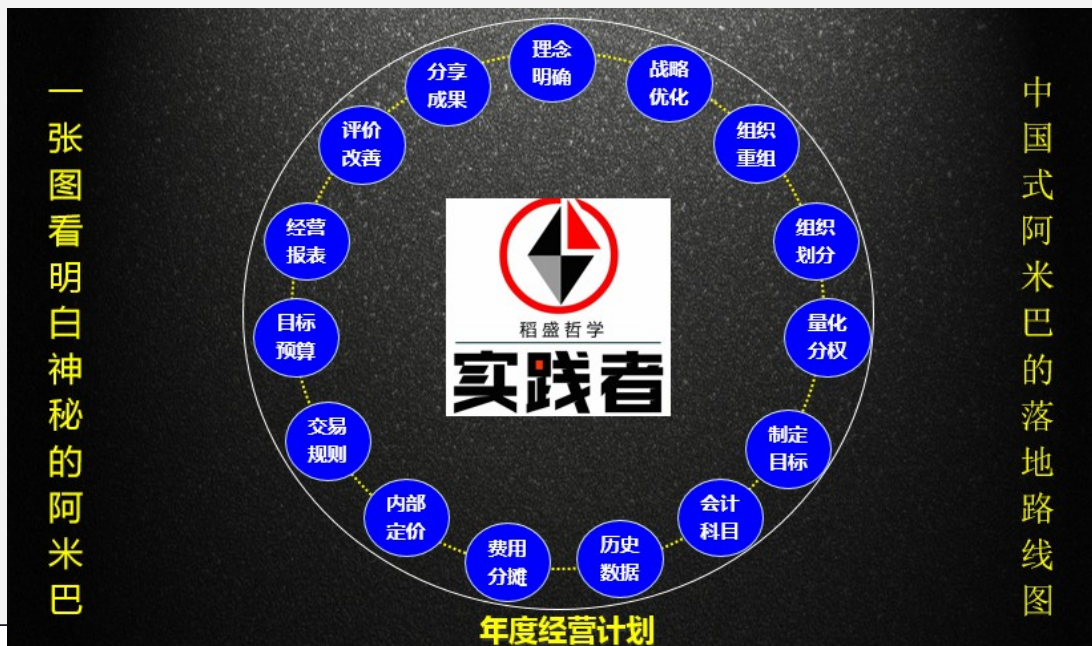 一张图看明白神秘的阿米巴
理念
明确
战略
优化
组织
重组
组织
划分
量化
分权
制定
目标
会计
科目
历史
数据
费用
分摊
内部
定价
交易
规则
目标
预算
经营
报表
评价
改善
分享
成果
稻盛哲学
实践者
年度经营计划
中国式阿米巴的落地路线图